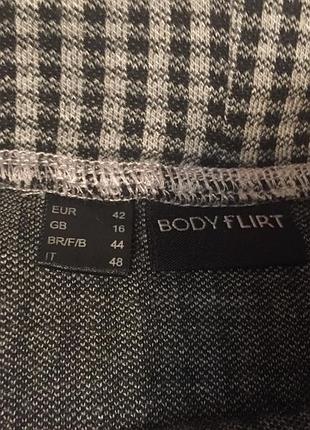 EUR 42
GB 16
BR/F/B 44
IT 48
BODY FLIRT